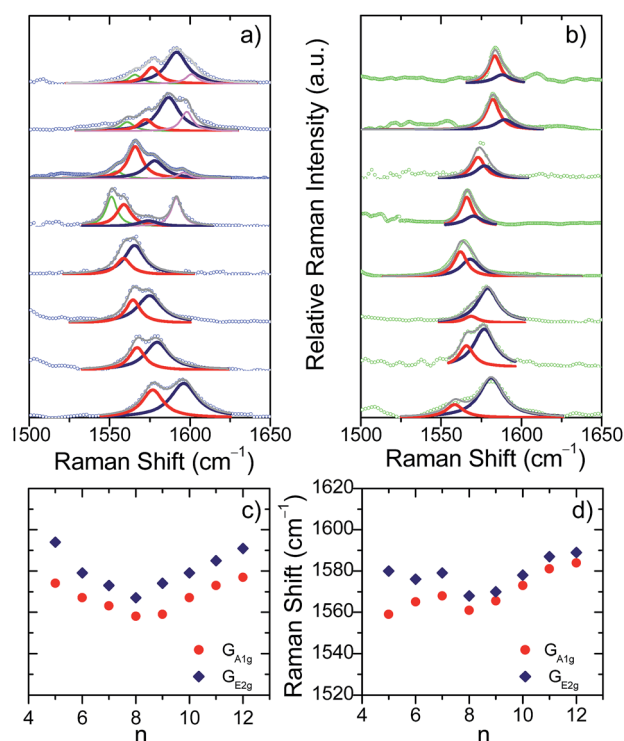 a)
b)
Relative Raman Intensity (a.u.)
1500 1550 1600 1650
1500 1550 1600 1650
Raman Shift (cm⁻¹)
Raman Shift (cm⁻¹)
c)
d)
Raman Shift (cm⁻¹)
1620
1600
1580
1560
1540
1520
G_A1g
G_E2g
G_A1g
G_E2g
4 6 8 10 12
4 6 8 10 12
n
n